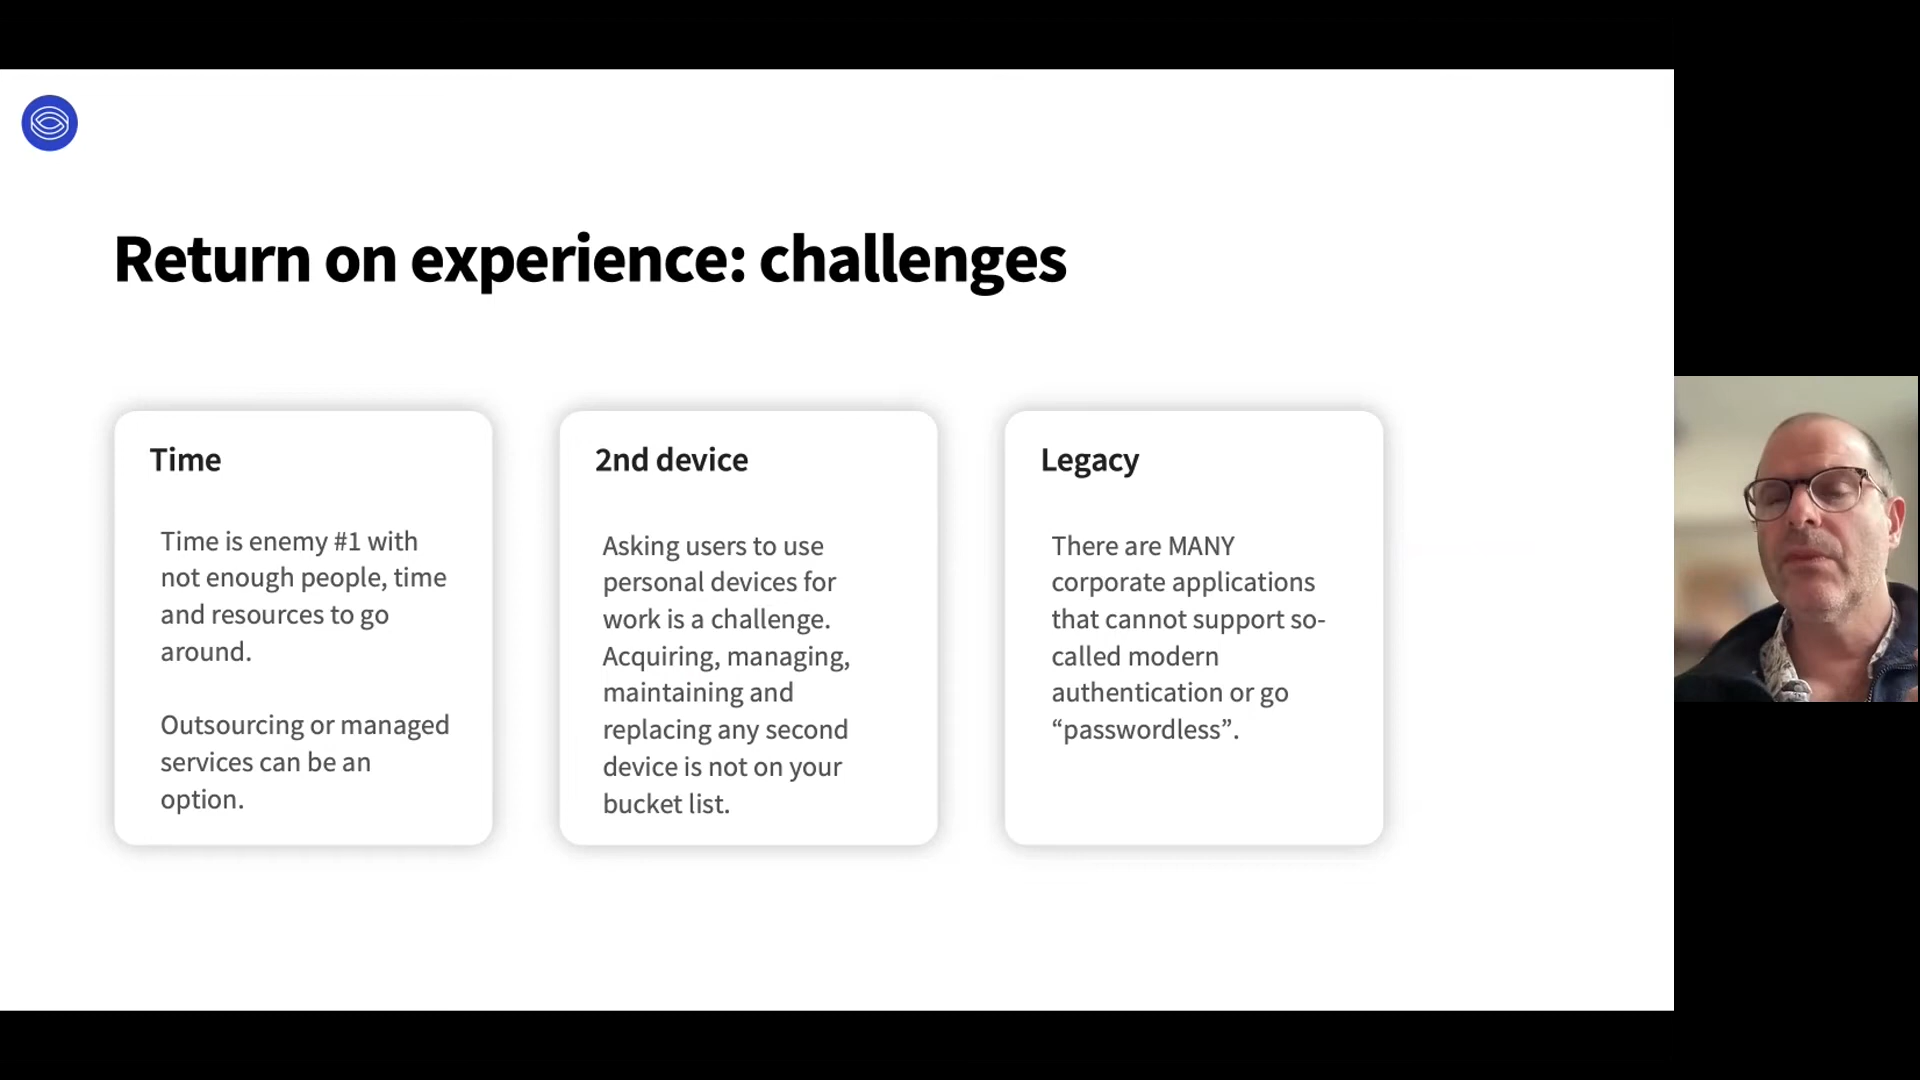 Return on experience: challenges
Time
Time is enemy #1 with
not enough people, time
and resources to go
around.
Outsourcing or managed
services can be an
option.
2nd device
Asking users to use
personal devices for
work is a challenge.
Acquiring, managing,
maintaining and
replacing any second
device is not on your
bucket list.
Legacy
There are MANY
corporate applications
that cannot support so-
called modern
authentication or go
“passwordless”.